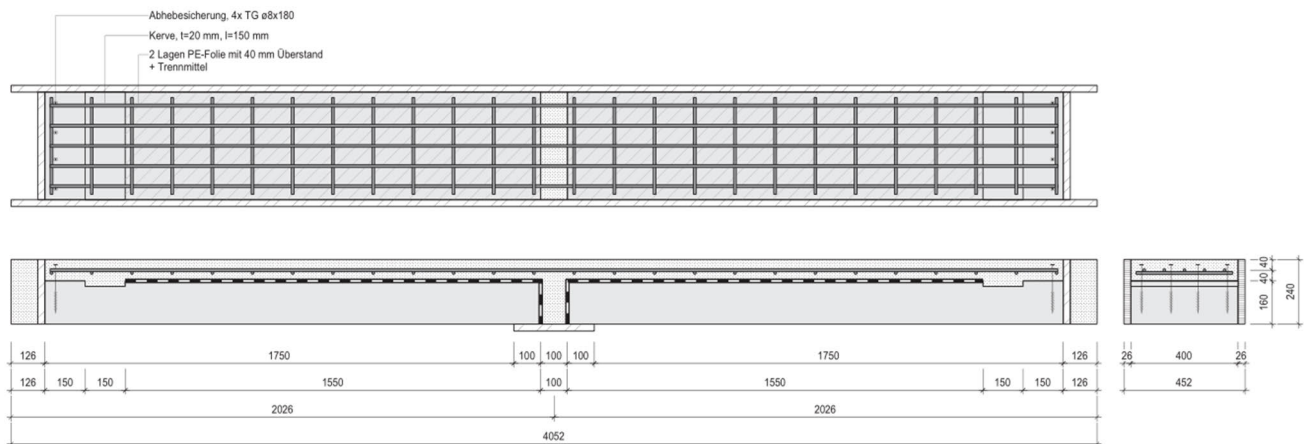 Abhebesicherung, 4x TG ø8x180
Kerve, t=20 mm, l=150 mm
2 Lagen PE-Folie mit 40 mm Überstand
+ Trennmittel
40
40
160
240
126 1750 100 100 100 1750 126 26 400 26
126 150 150 1550 100 1550 150 150 126 452
2026 2026
4052